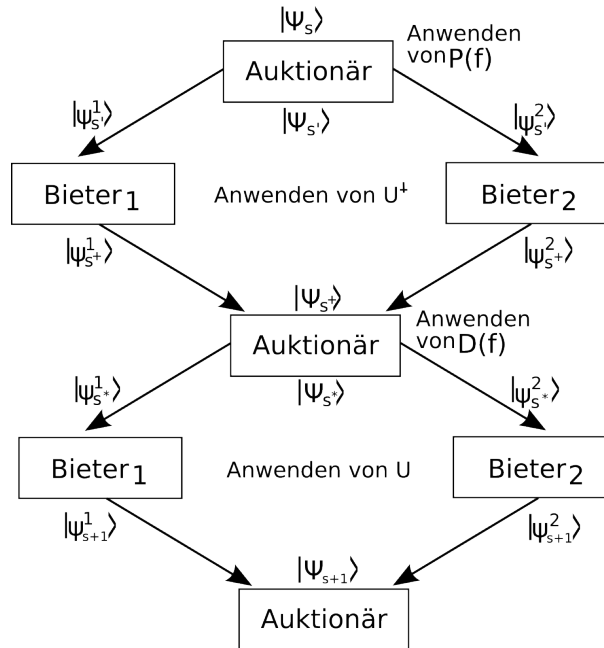 |Ψs⟩
Anwenden
von P(f)
Auktionär
|ψ¹s'⟩
|Ψs'⟩
|ψ²s'⟩
Bieter1
Anwenden von U†
Bieter2
|ψ¹s+⟩
|ψ²s+⟩
|Ψs+⟩
Anwenden
von D(f)
Auktionär
|ψ¹s*⟩
|Ψs*⟩
|ψ²s*⟩
Bieter1
Anwenden von U
Bieter2
|ψ¹s+1⟩
|ψ²s+1⟩
|Ψs+1⟩
Auktionär